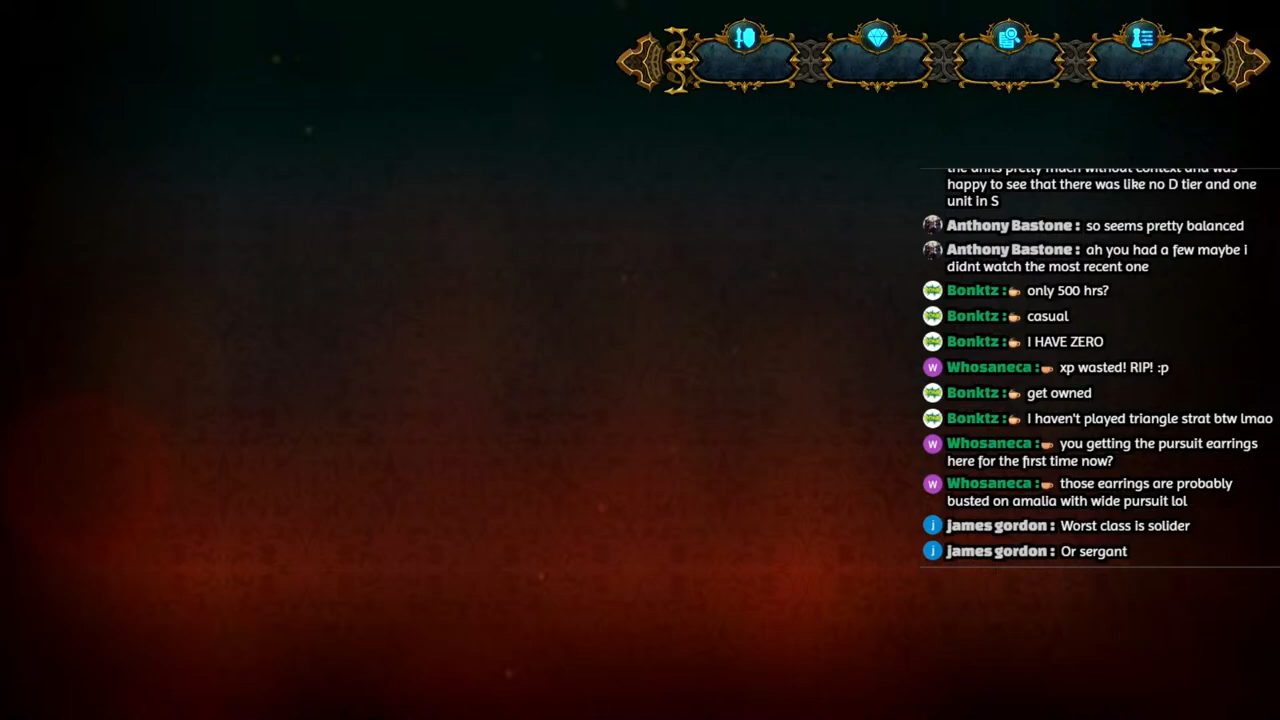 the units pretty much without context and was
happy to see that there was like no D tier and one
unit in S
Anthony Bastone : so seems pretty balanced
Anthony Bastone : ah you had a few maybe i
didnt watch the most recent one
Bonktz : only 500 hrs?
Bonktz : casual
Bonktz : I HAVE ZERO
W Whosaneca : xp wasted! RIP! :p
Bonktz : get owned
Bonktz : I haven't played triangle strat btw lmao
W Whosaneca : you getting the pursuit earrings
here for the first time now?
W Whosaneca : those earrings are probably
busted on amalia with wide pursuit lol
j james gordon : Worst class is solider
j james gordon : Or sergant